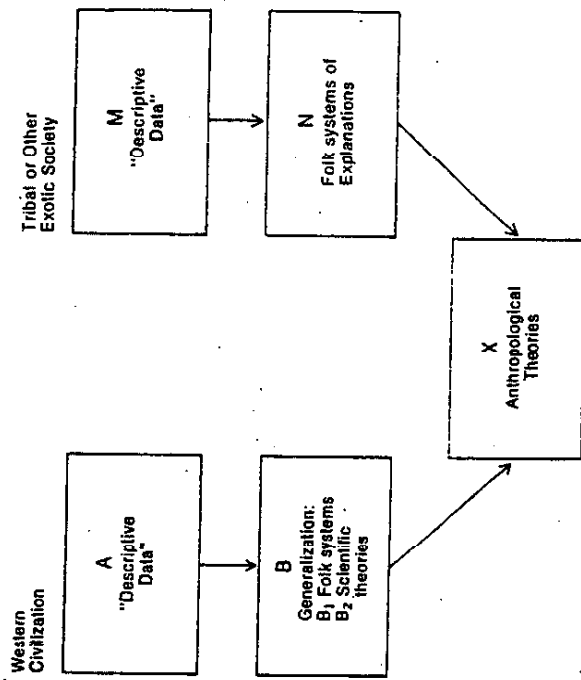 Western
Civilization
A
"Descriptive
Data"
B
Generalization:
B₁ Folk systems
B₂ Scientific
theories
Tribal or Other
Exotic Society
M
"Descriptive
Data"
N
Folk systems of
Explanations
X
Anthropological
Theories